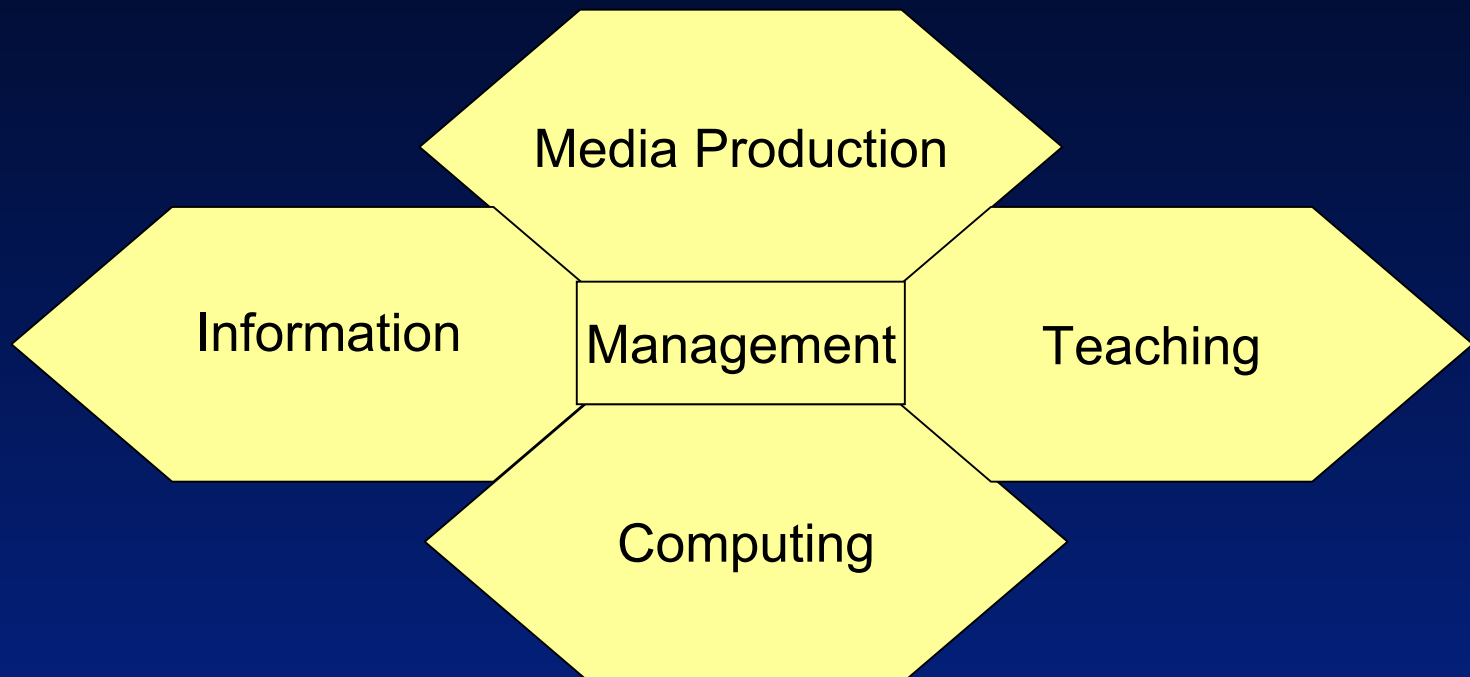 Media Production
Information
Management
Teaching
Computing